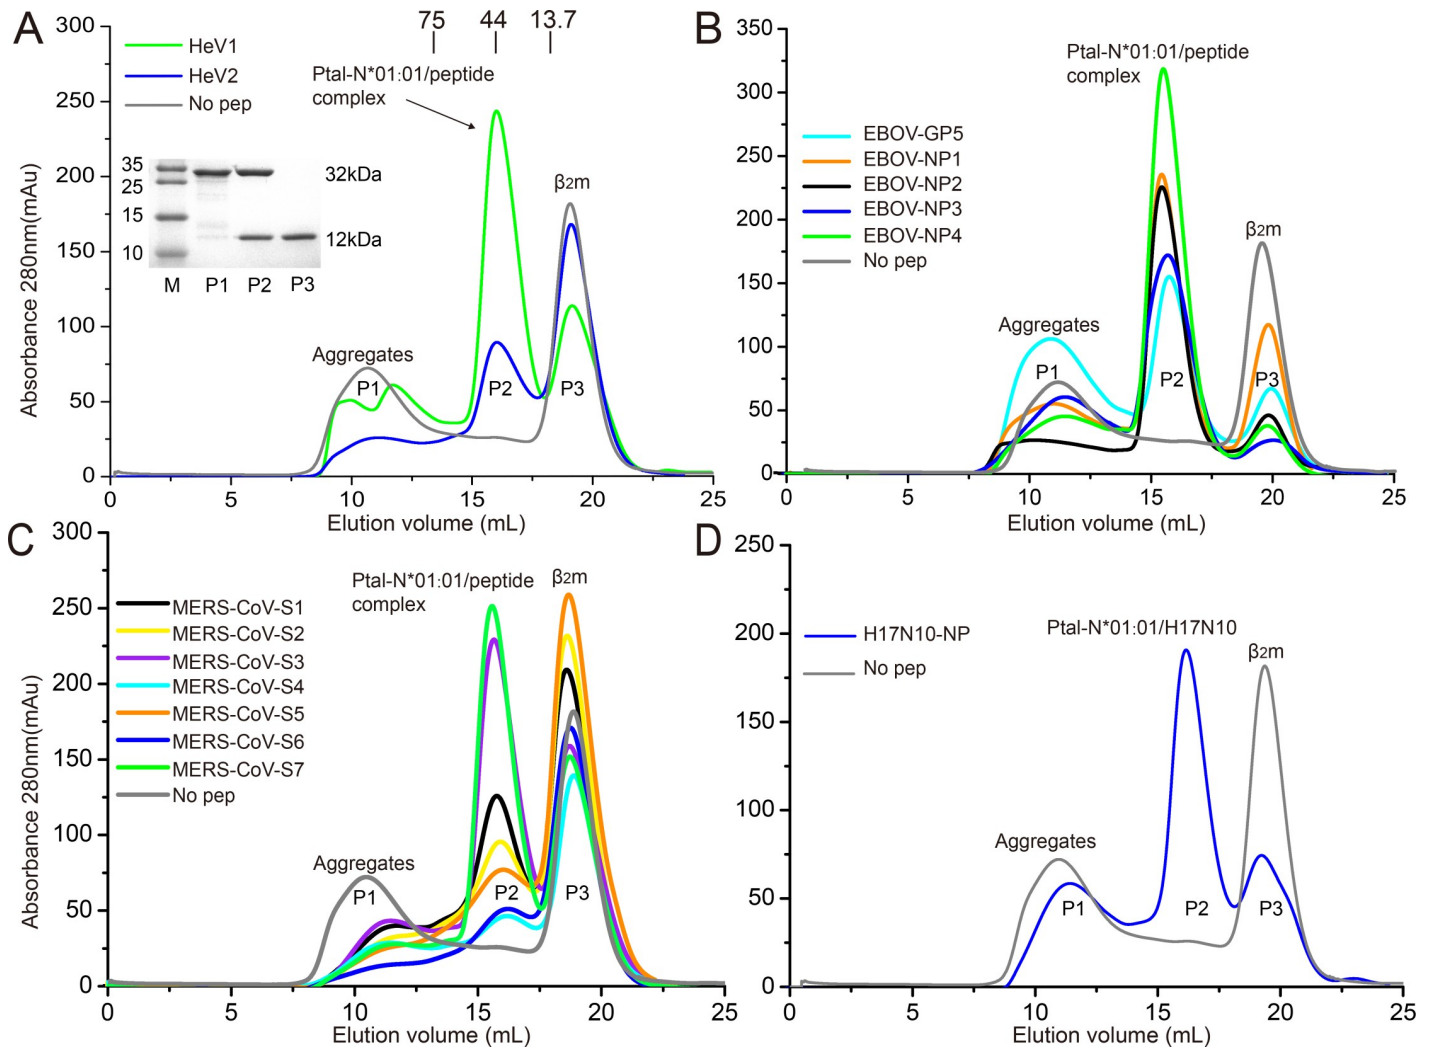 A
75 44 13.7
HeV1
HeV2
No pep
Ptal-N*01:01/peptide
complex
Aggregates
P1
P2
P3
β2m
35
25
15
10
32kDa
12kDa
M P1 P2 P3
Absorbance 280nm(mAu)
300
250
200
150
100
50
0
0 5 10 15 20 25
Elution volume (mL)
B
EBOV-GP5
EBOV-NP1
EBOV-NP2
EBOV-NP3
EBOV-NP4
No pep
Ptal-N*01:01/peptide
complex
Aggregates
P1
P2
P3
β2m
350
300
250
200
150
100
50
0
0 5 10 15 20 25
Elution volume (mL)
C
MERS-CoV-S1
MERS-CoV-S2
MERS-CoV-S3
MERS-CoV-S4
MERS-CoV-S5
MERS-CoV-S6
MERS-CoV-S7
No pep
Ptal-N*01:01/peptide
complex
Aggregates
P1
P2
P3
β2m
Absorbance 280nm(mAu)
300
250
200
150
100
50
0
0 5 10 15 20 25
Elution volume (mL)
D
H17N10-NP
No pep
Ptal-N*01:01/H17N10
Aggregates
P1
P2
P3
β2m
250
200
150
100
50
0
0 5 10 15 20 25
Elution volume (mL)